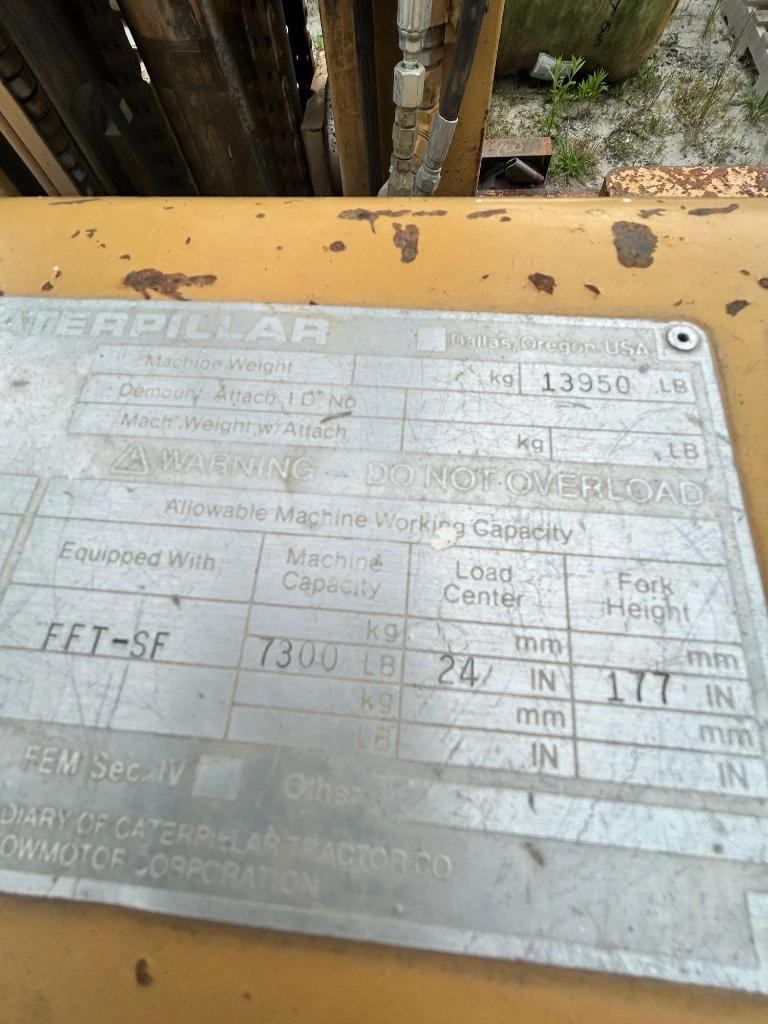 ATERPILLAR Dallas, Oregon USA
Machine Weight kg 13950 LB
Demount Attach I D No
Mach Weight w/Attach kg LB
WARNING – DO NOT OVERLOAD
Allowable Machine Working Capacity
Equipped With Machine Capacity Load Center Fork Height
kg mm mm
FFT-SF 7300 LB 24 IN 177 IN
kg mm mm
LB IN IN
FEM Sec. IV Other
DIARY OF CATERPILLAR TRACTOR CO
OWMOTOR CORPORATION